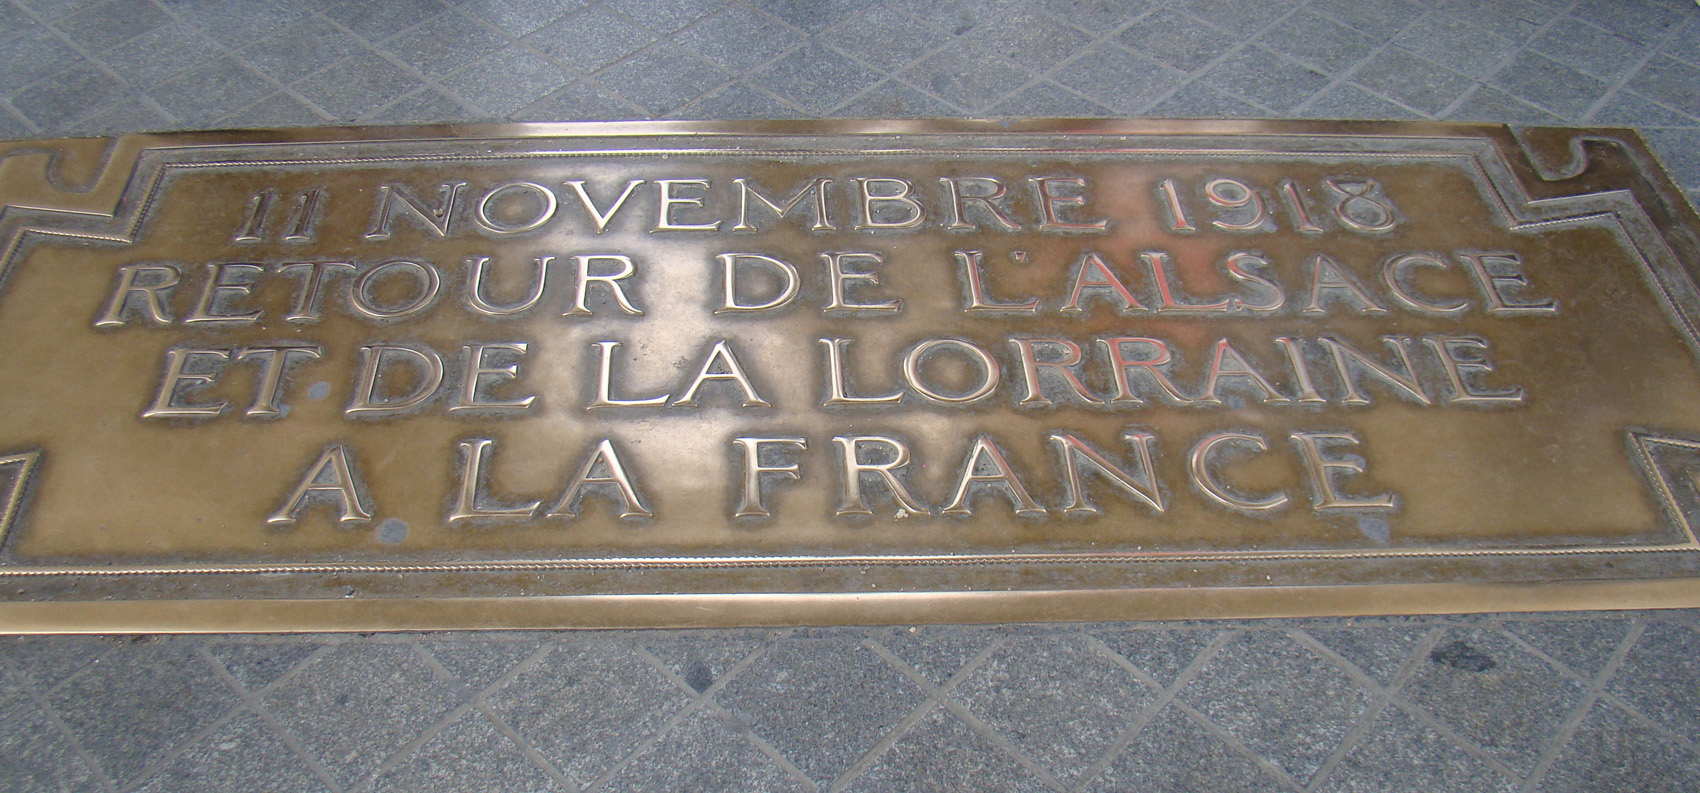 11 NOVEMBRE 1918
RETOUR DE L'ALSACE
ET DE LA LORRAINE
A LA FRANCE